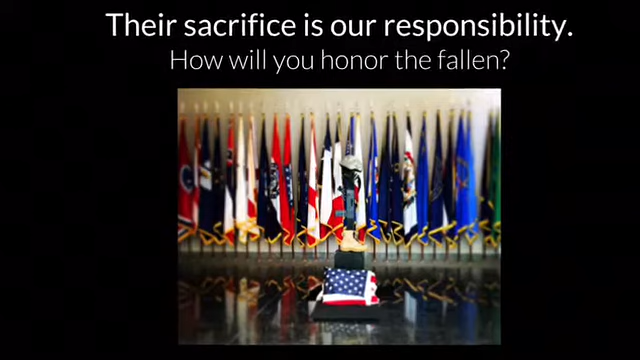 Their sacrifice is our responsibility.
How will you honor the fallen?